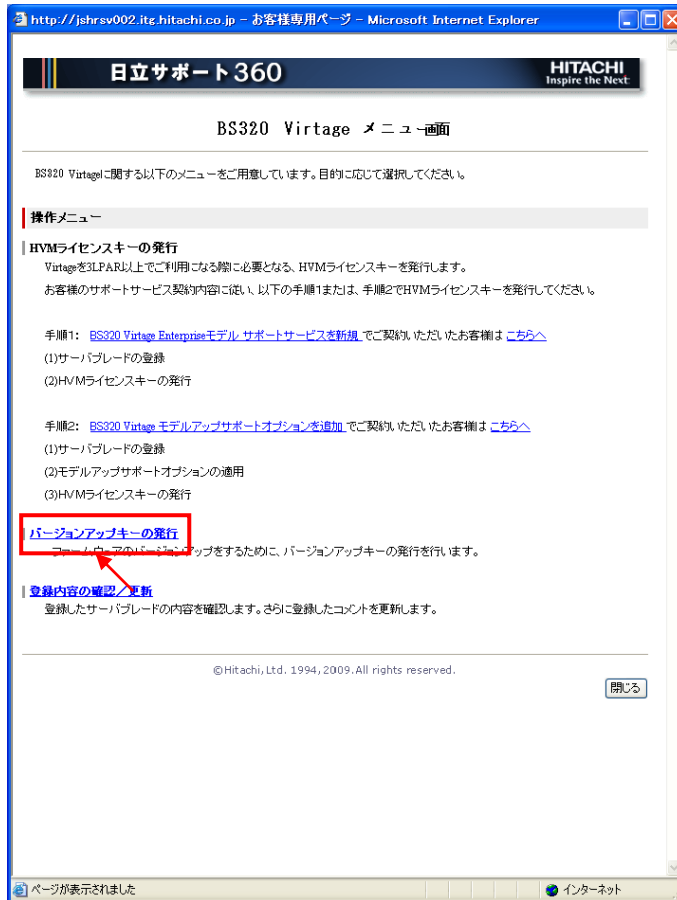 http://jshrsv002.itg.hitachi.co.jp - お客様専用ページ - Microsoft Internet Explorer
日立サポート360
HITACHI
Inspire the Next
BS320 Virtage メニュー画面
BS320 Virtageに関する以下のメニューをご用意しています。目的に応じて選択してください。
操作メニュー
HVMライセンスキーの発行
Virtageを3LPAR以上でご利用になる際に必要となる、HVMライセンスキーを発行します。
お客様のサポートサービス契約内容に従い、以下の手順1または、手順2でHVMライセンスキーを発行してください。
手順1: BS320 Virtage Enterpriseモデル サポートサービスを新規 でご契約いただいたお客様は こちらへ
(1)サーバブレードの登録
(2)HVMライセンスキーの発行
手順2: BS320 Virtage モデルアップサポートオプションを追加 でご契約いただいたお客様は こちらへ
(1)サーバブレードの登録
(2)モデルアップサポートオプションの適用
(3)HVMライセンスキーの発行
バージョンアップキーの発行
ファームウェアのバージョンアップをするために、バージョンアップキーの発行を行います。
登録内容の確認/更新
登録したサーバブレードの内容を確認します。さらに登録したコメントを更新します。
©Hitachi, Ltd. 1994, 2009. All rights reserved.
閉じる
ページが表示されました
インターネット